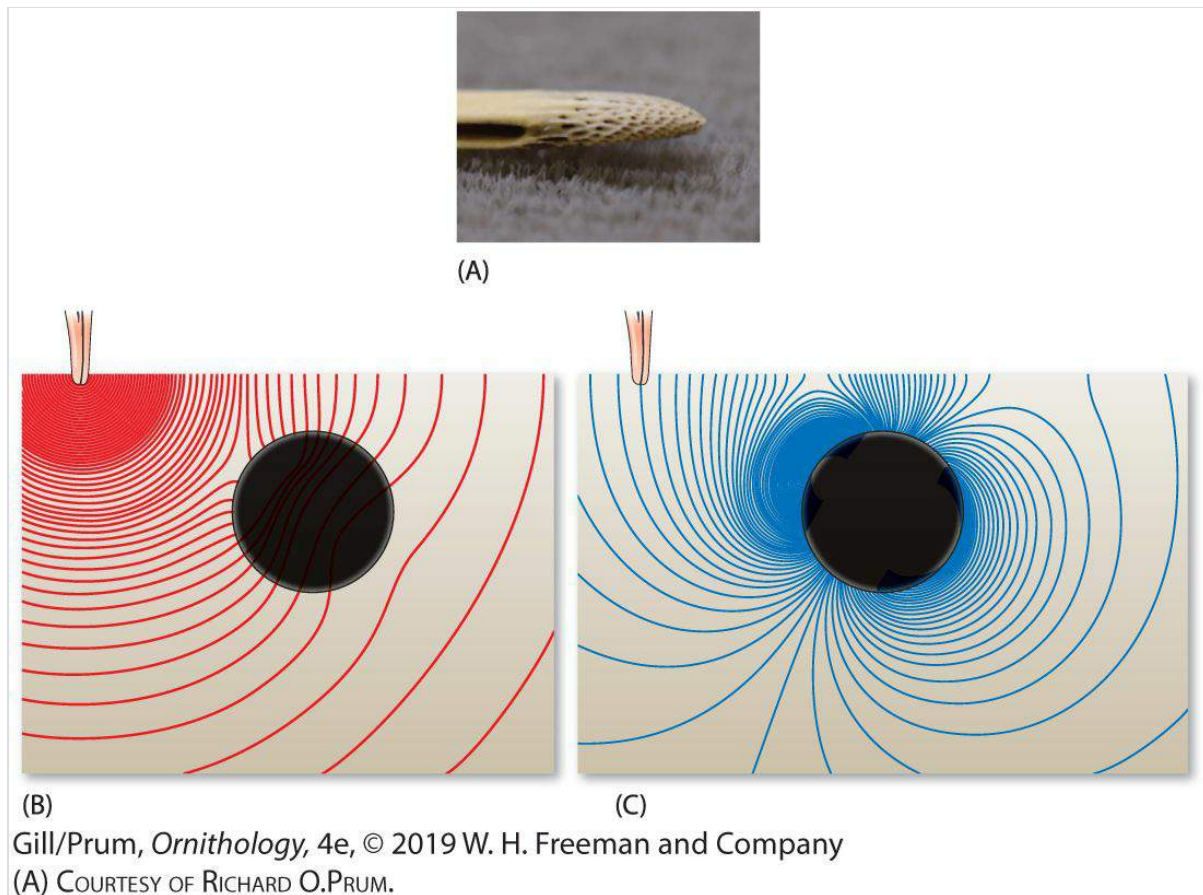 (A)
(B)
(C)
Gill/Prum, Ornithology, 4e, © 2019 W. H. Freeman and Company
(A) COURTESY OF RICHARD O.PRUM.